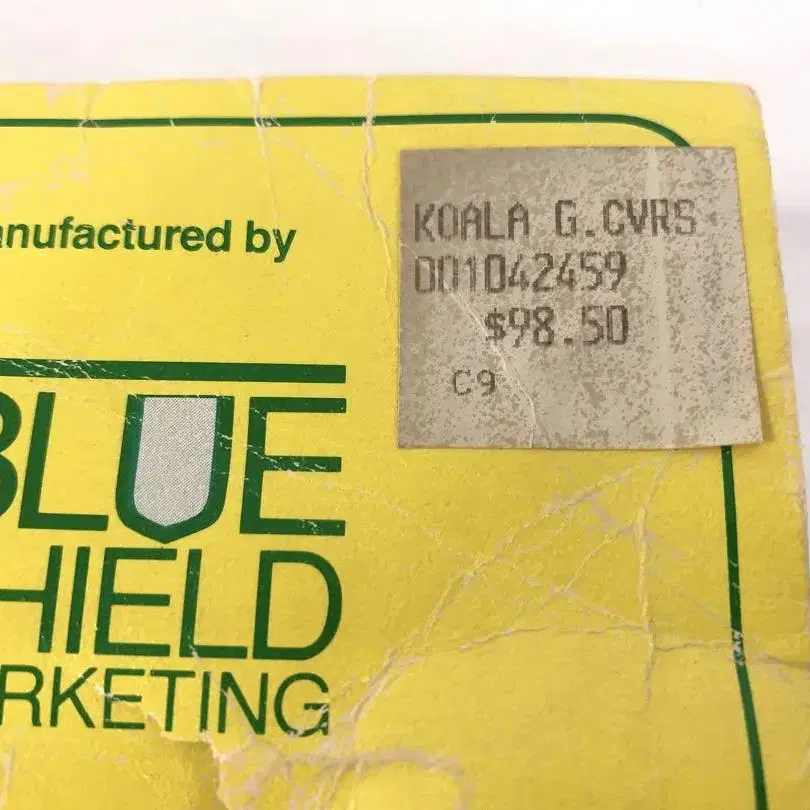 anufactured by
KOALA G.CVRS
001042459
$98.50
C9
BLUE
HIELD
RKETING